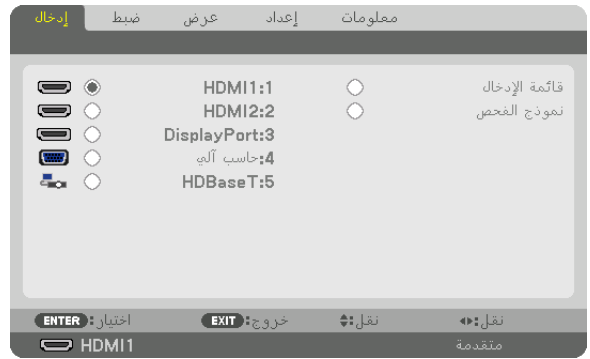 إدخال ضبط عرض إعداد معلومات
HDMI1:1 قائمة الإدخال
HDMI2:2 نموذج الفحص
DisplayPort:3
4:حاسب آلي
HDBaseT:5
ENTER:اختيار EXIT:خروج نقل: نقل:
HDMI1 متقدمة